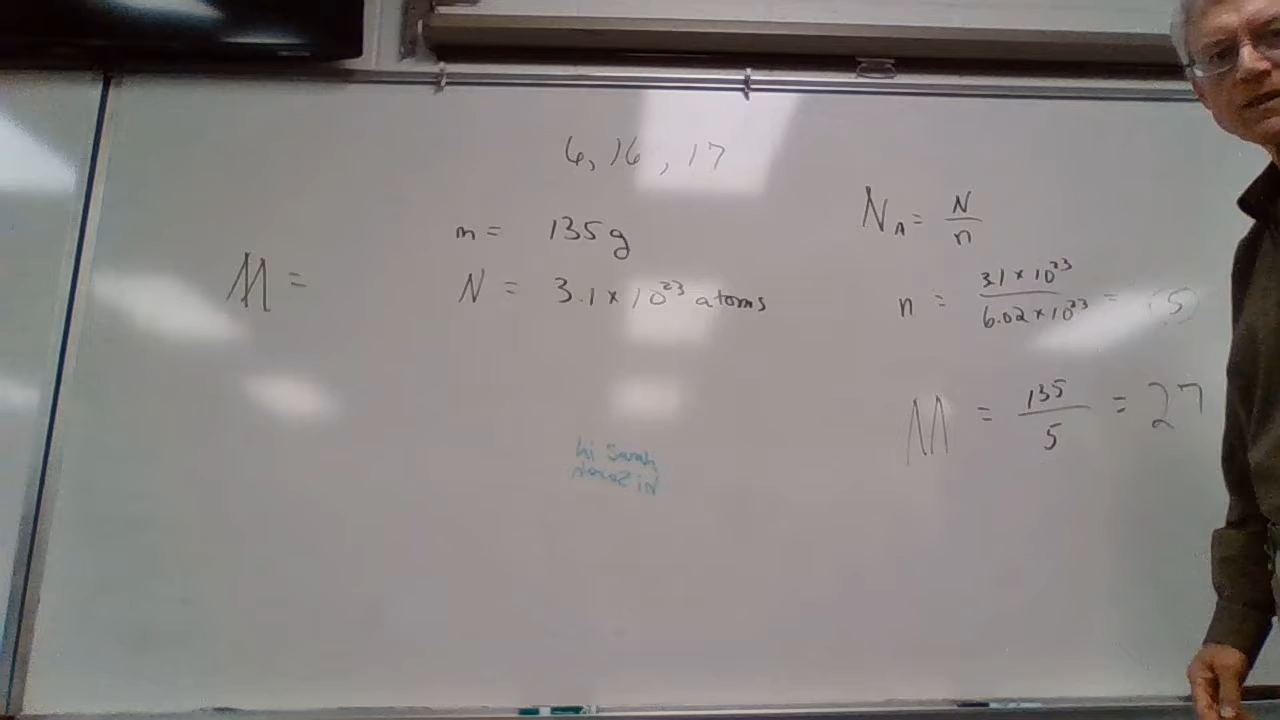 6, 16, 17
m = 135g
M =
N = 3.1 × 10²³ atoms
N_A = N/n
n = 3.1 × 10²³ / 6.02 × 10²³ = 5
M = 135/5 = 27
hi Sarah